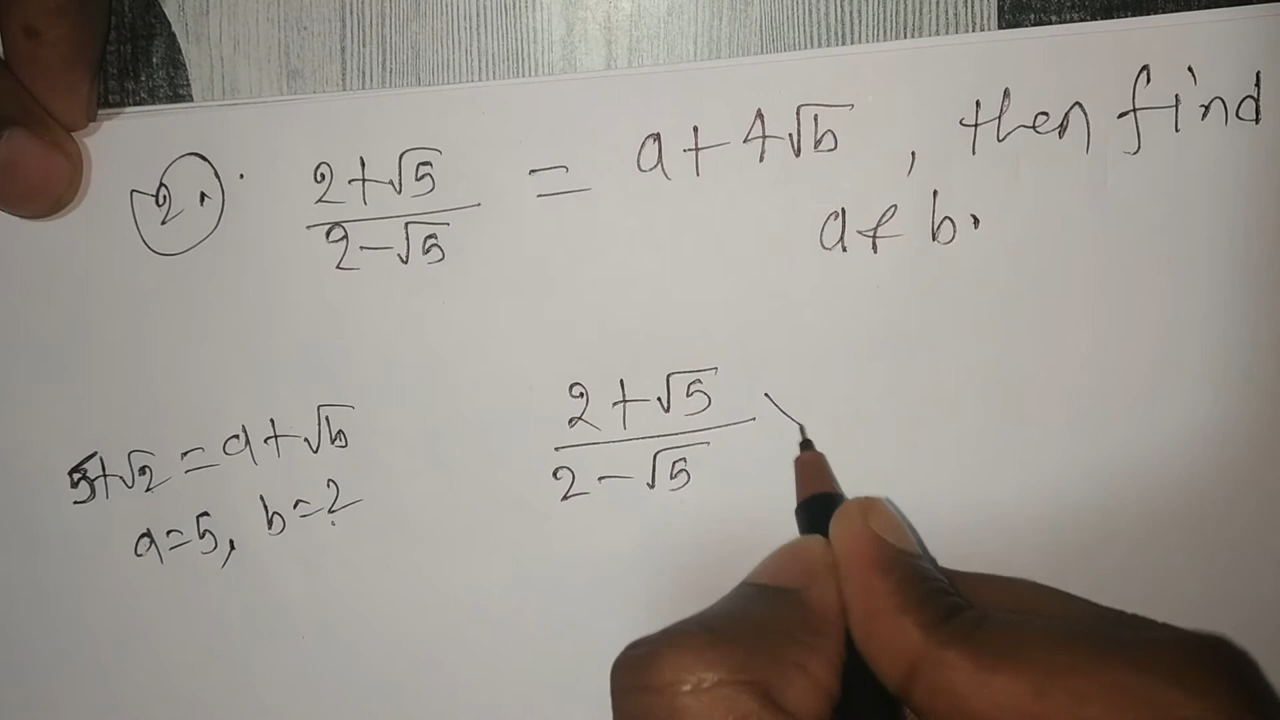 2. (2+√5)/(2-√5) = a+4√b , then find
a & b.
5+√2 = a+√b
a=5, b=2
(2+√5)/(2-√5)